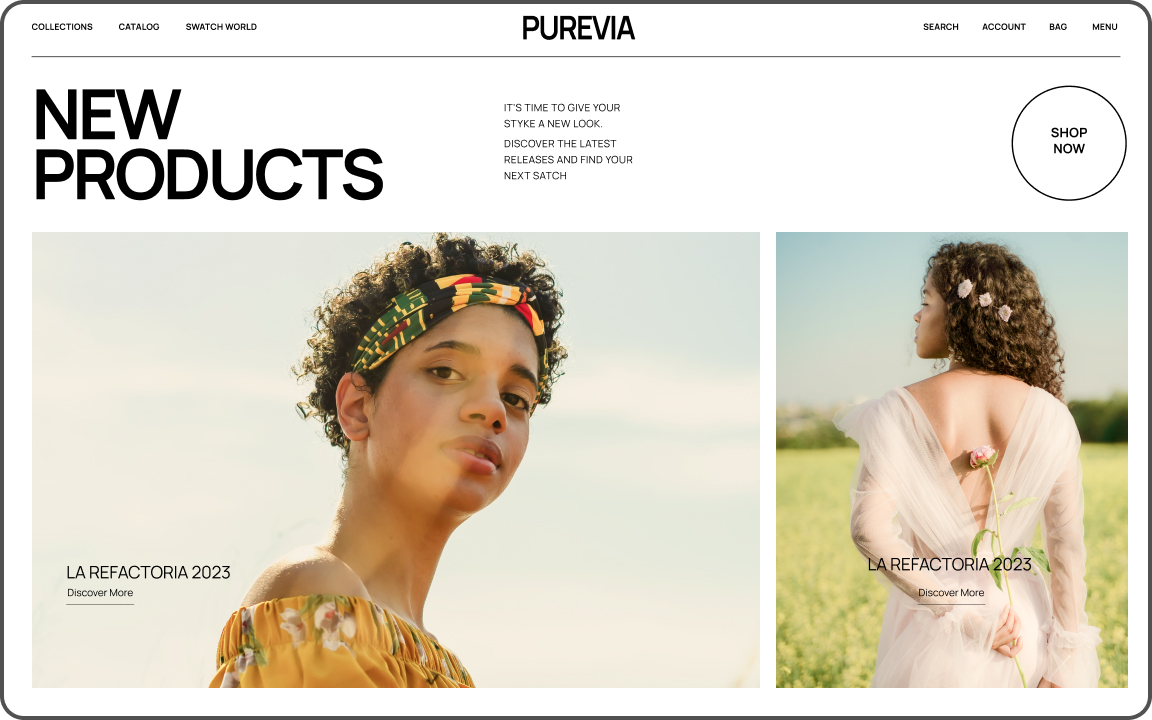 COLLECTIONS CATALOG SWATCH WORLD PUREVIA SEARCH ACCOUNT BAG MENU
NEW
PRODUCTS
IT'S TIME TO GIVE YOUR
STYKE A NEW LOOK.
DISCOVER THE LATEST
RELEASES AND FIND YOUR
NEXT SATCH
SHOP
NOW
LA REFACTORIA 2023
Discover More
LA REFACTORIA 2023
Discover More